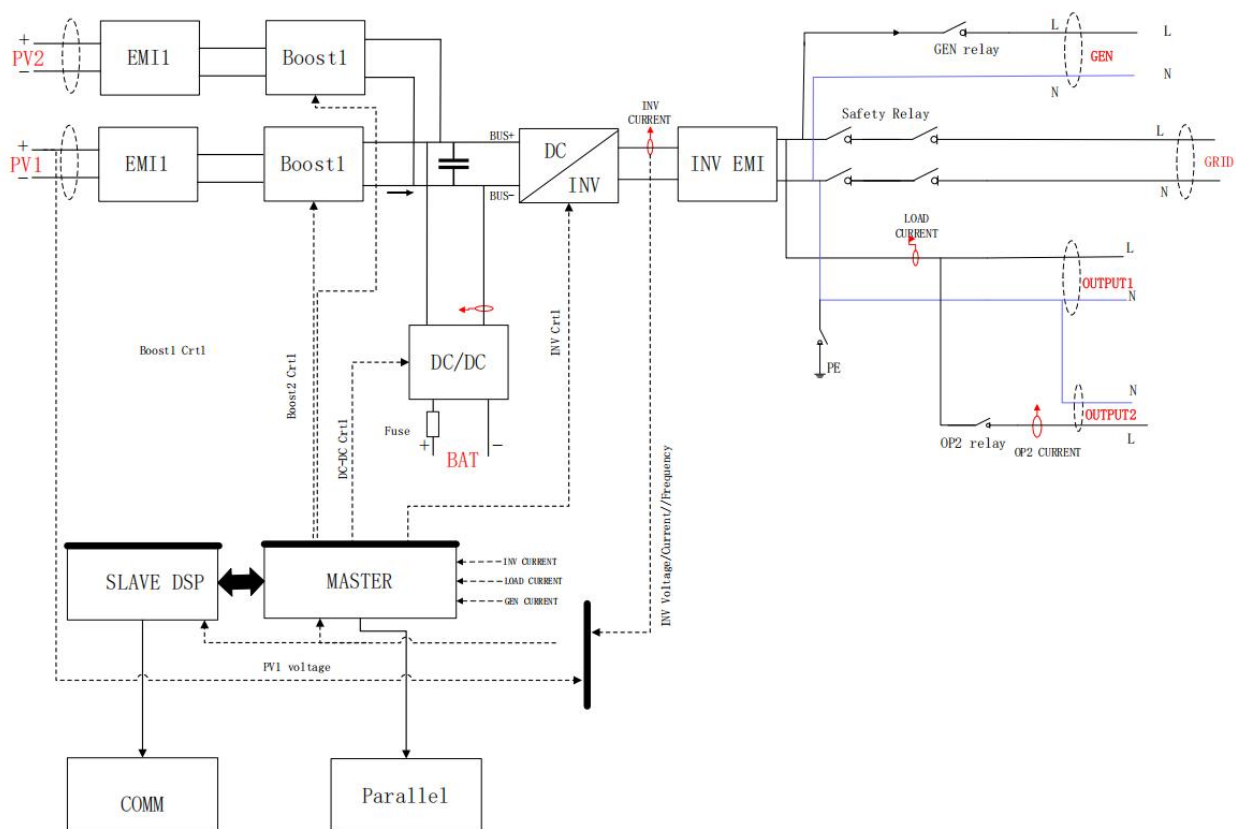 +
PV2
−
EMI1
Boost1
GEN relay
L
L
GEN
N
N
+
PV1
−
EMI1
Boost1
BUS+
BUS-
DC
INV
INV
CURRENT
INV EMI
Safety Relay
L
GRID
N
LOAD
CURRENT
L
OUTPUT1
N
PE
N
OUTPUT2
L
OP2 relay
OP2 CURRENT
Boost1 Crtl
Boost2 Crtl
DC-DC Crtl
DC/DC
Fuse
+
−
BAT
INV Crtl
INV Voltage/Current//Frequency
SLAVE DSP
MASTER
INV CURRENT
LOAD CURRENT
GEN CURRENT
PV1 voltage
COMM
Parallel